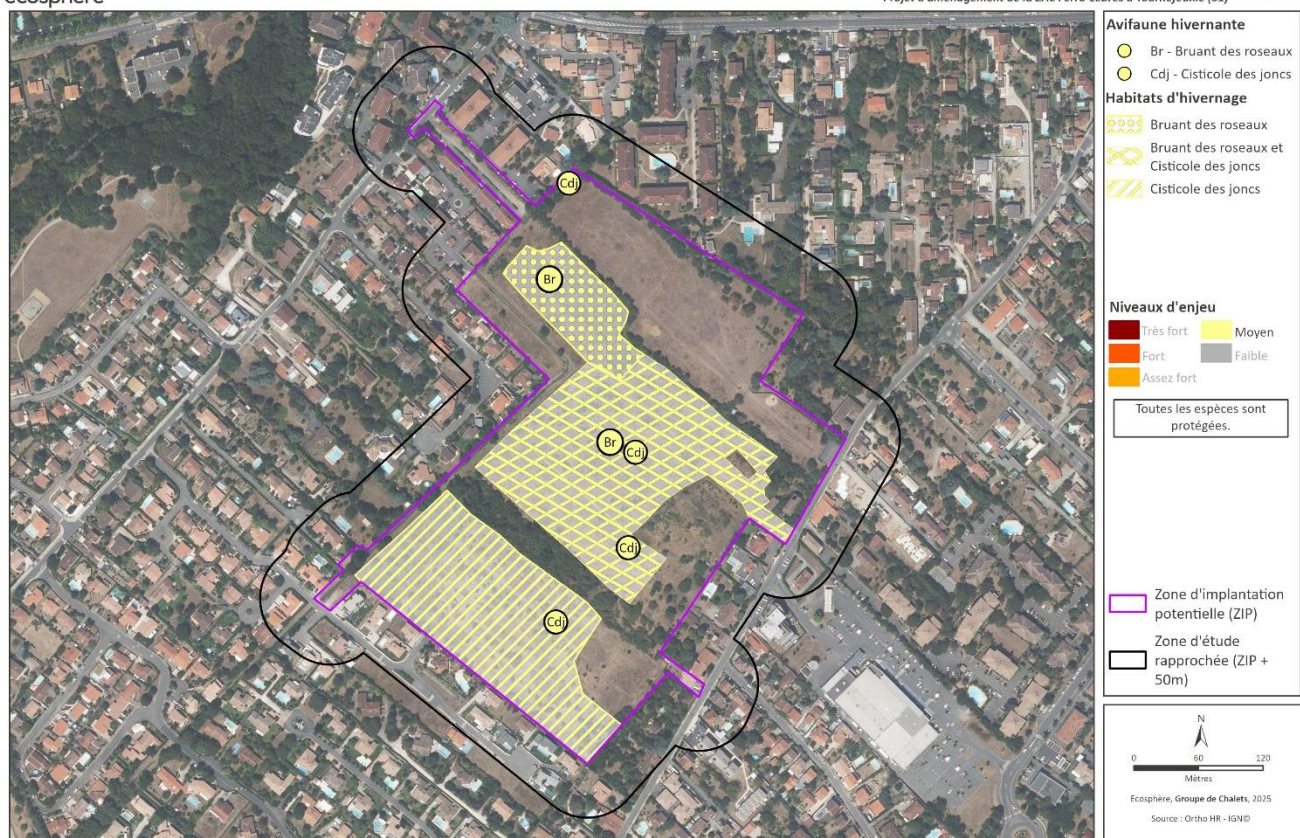 ecosphère
Projet d'aménagement de la ZAC Ferro-Lèbres à Tournefeuille (31)
Avifaune hivernante
Br - Bruant des roseaux
Cdj - Cisticole des joncs
Habitats d'hivernage
Bruant des roseaux
Bruant des roseaux et
Cisticole des joncs
Cisticole des joncs
Niveaux d'enjeu
Très fort
Moyen
Fort
Faible
Assez fort
Toutes les espèces sont
protégées.
Zone d'implantation
potentielle (ZIP)
Zone d'étude
rapprochée (ZIP +
50m)
N
0 60 120
Mètres
Ecosphère, Groupe de Chalets, 2025
Source : Ortho HR - IGN©
Cdj
Br
Br
Cdj
Cdj
Cdj